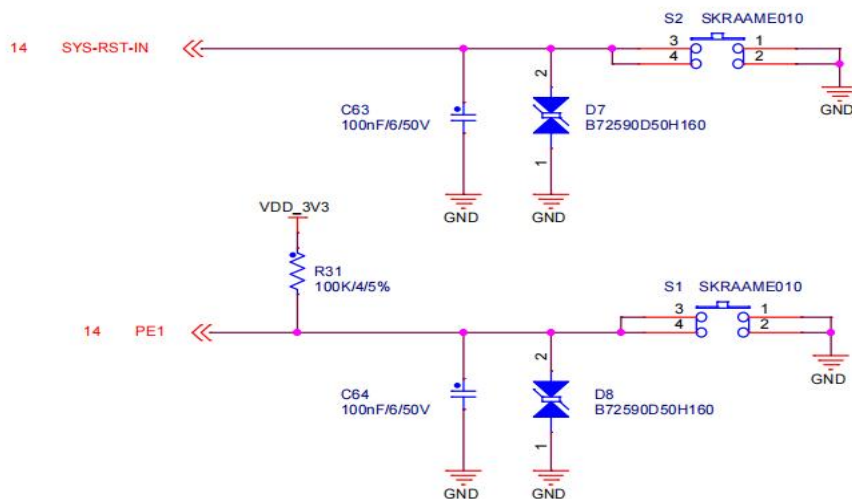 S2 SKRAAME010
14 SYS-RST-IN
3 1
4 2
2
C63
100nF/6/50V
D7
B72590D50H160
1
GND
GND
GND
VDD_3V3
R31
100K/4/5%
S1 SKRAAME010
14 PE1
3 1
4 2
2
C64
100nF/6/50V
D8
B72590D50H160
1
GND
GND
GND